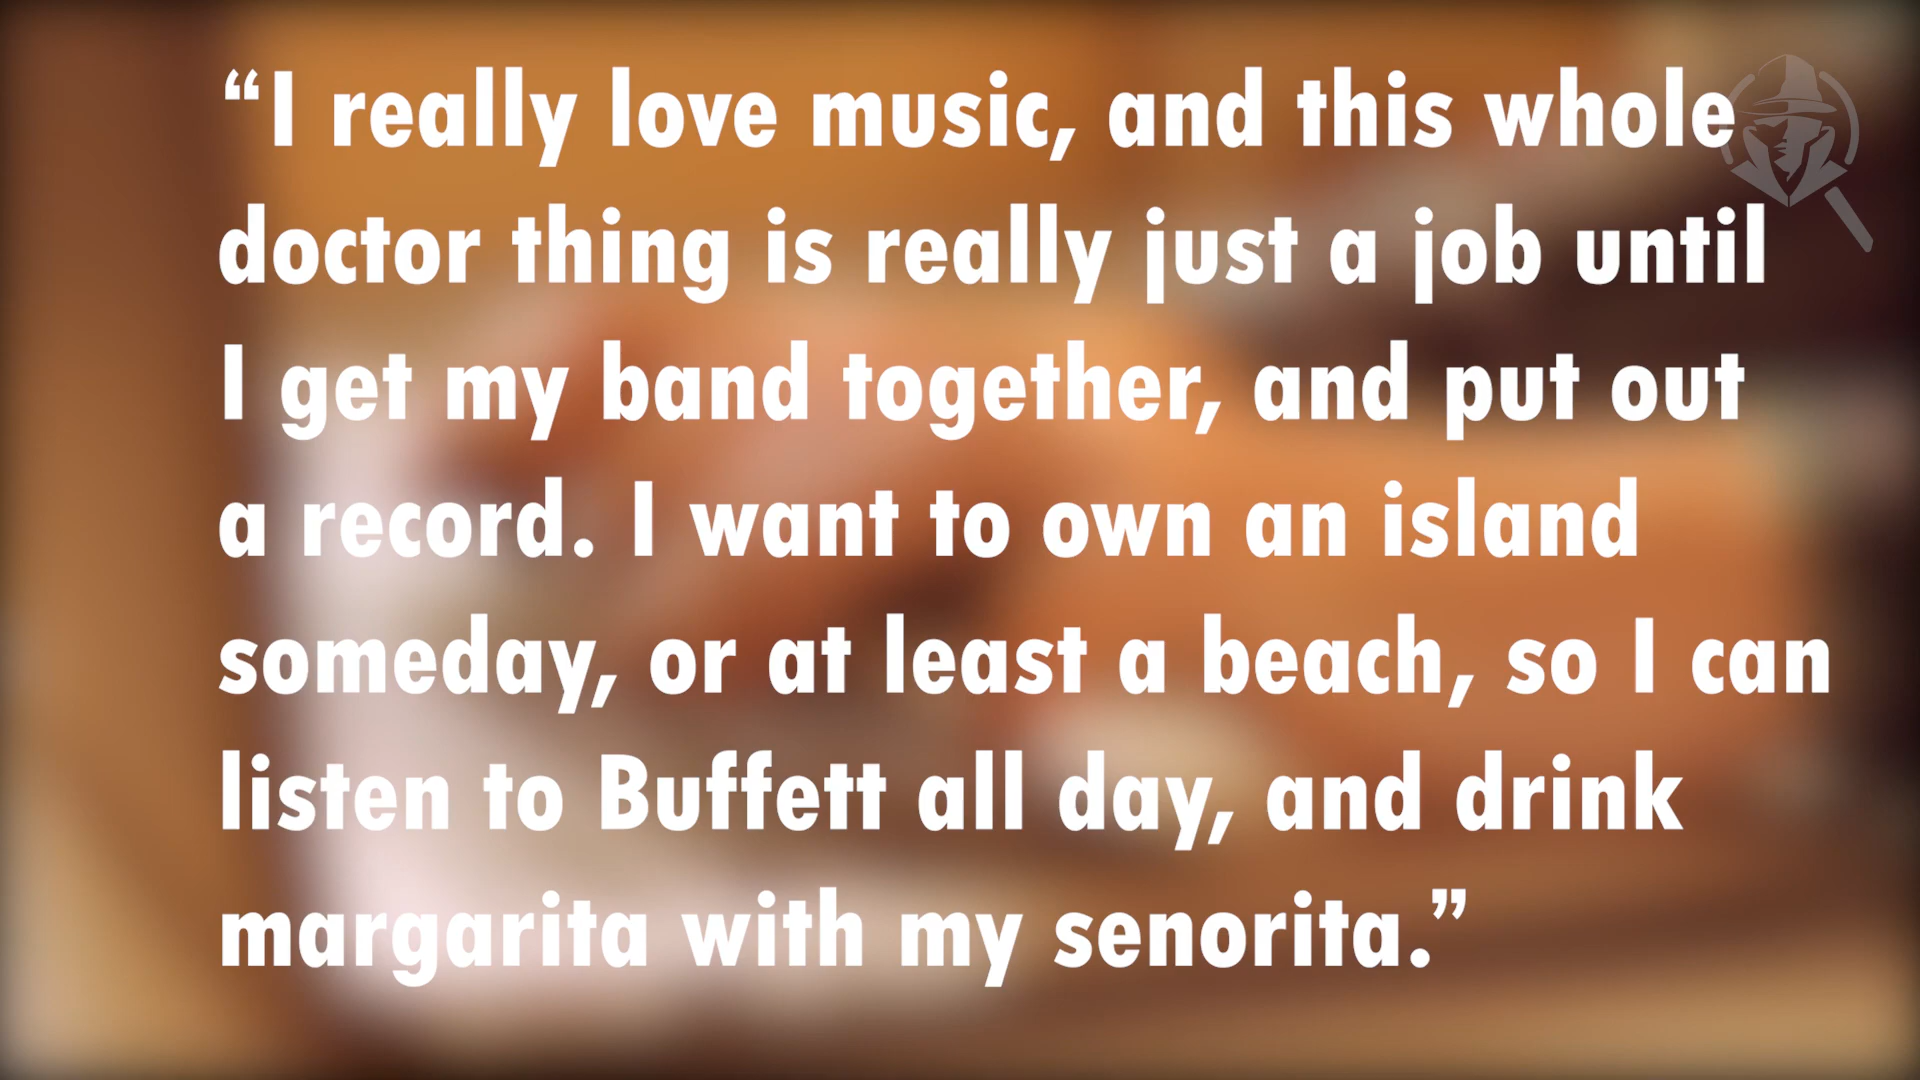 “I really love music, and this whole
doctor thing is really just a job until
I get my band together, and put out
a record. I want to own an island
someday, or at least a beach, so I can
listen to Buffett all day, and drink
margarita with my senorita.”